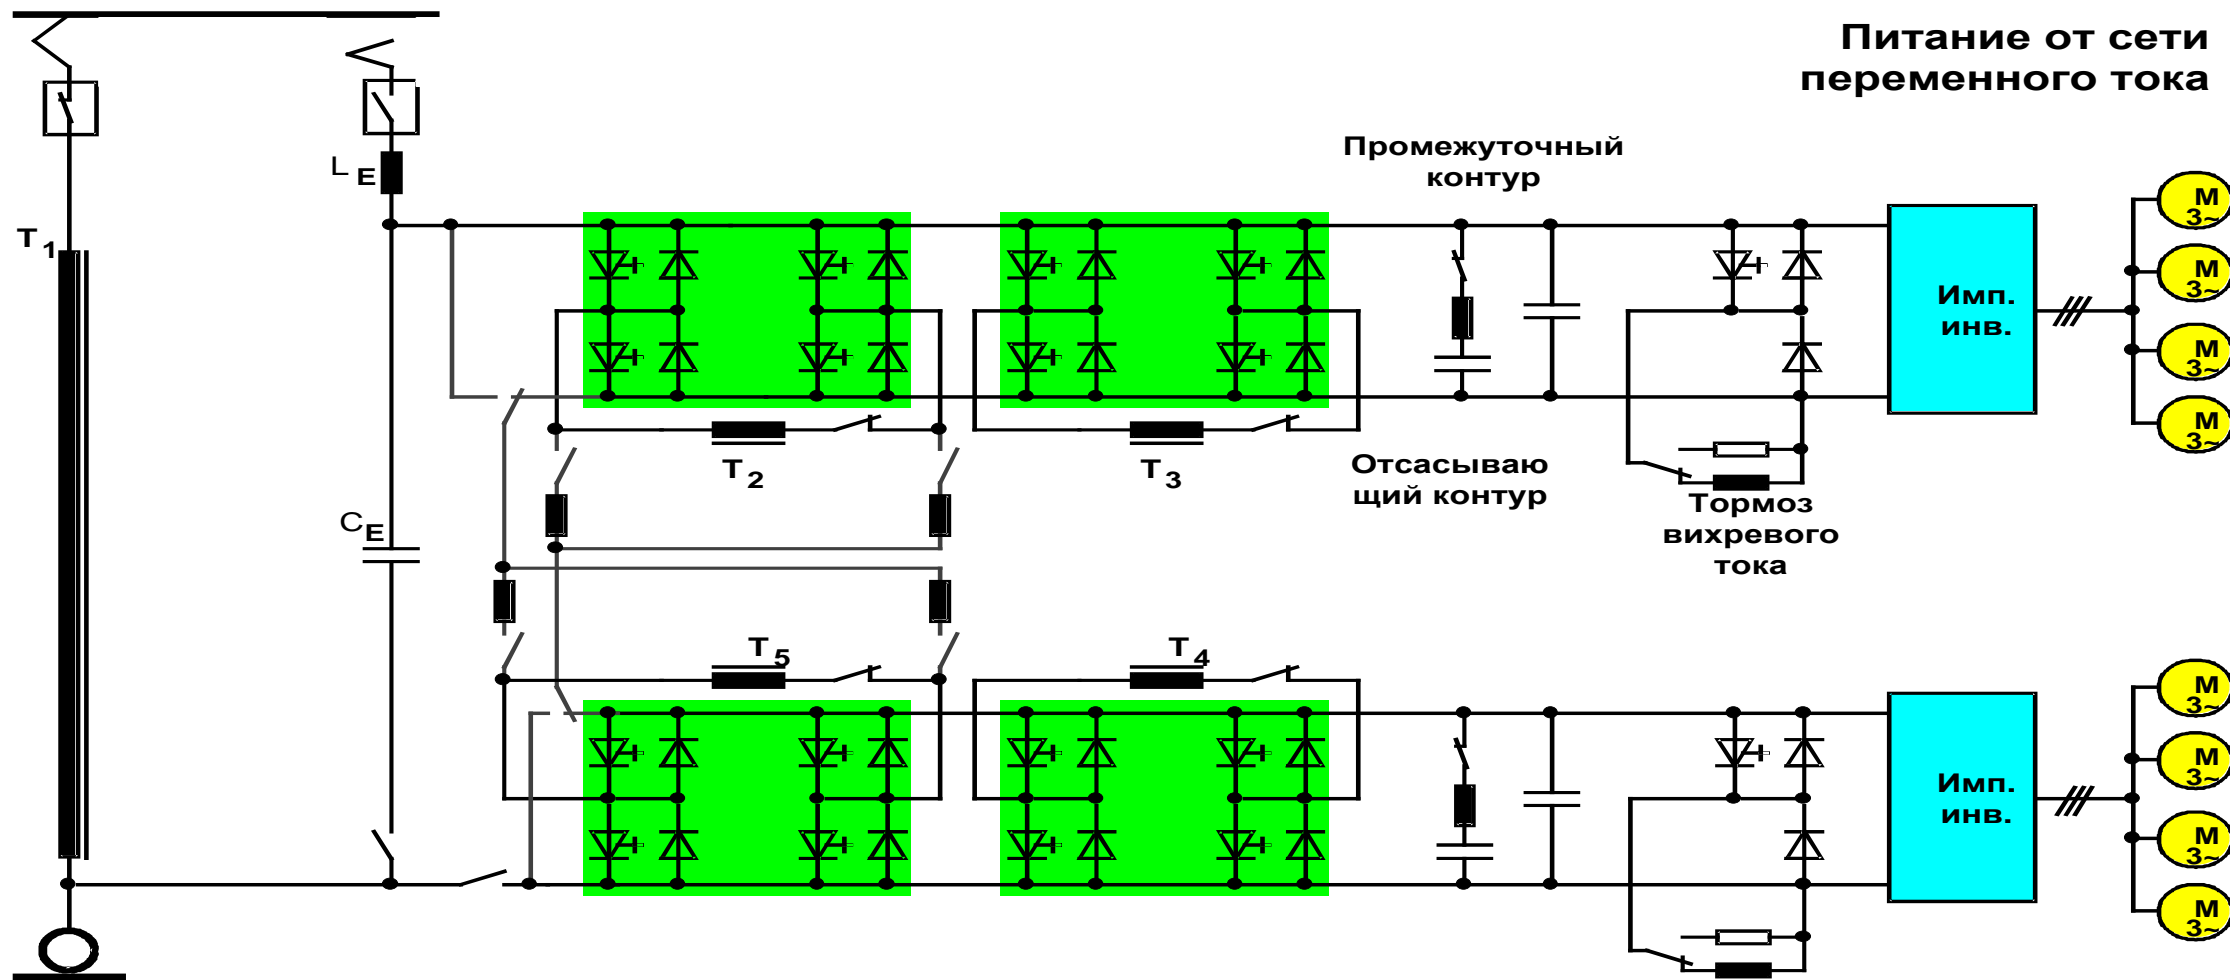 Питание от сети
переменного тока
Промежуточный
контур
L E
T 1
M
3~
M
3~
Имп.
инв.
M
3~
M
3~
T 2
T 3
Отсасываю
щий контур
Тормоз
вихревого
тока
C E
T 5
T 4
M
3~
M
3~
Имп.
инв.
M
3~
M
3~